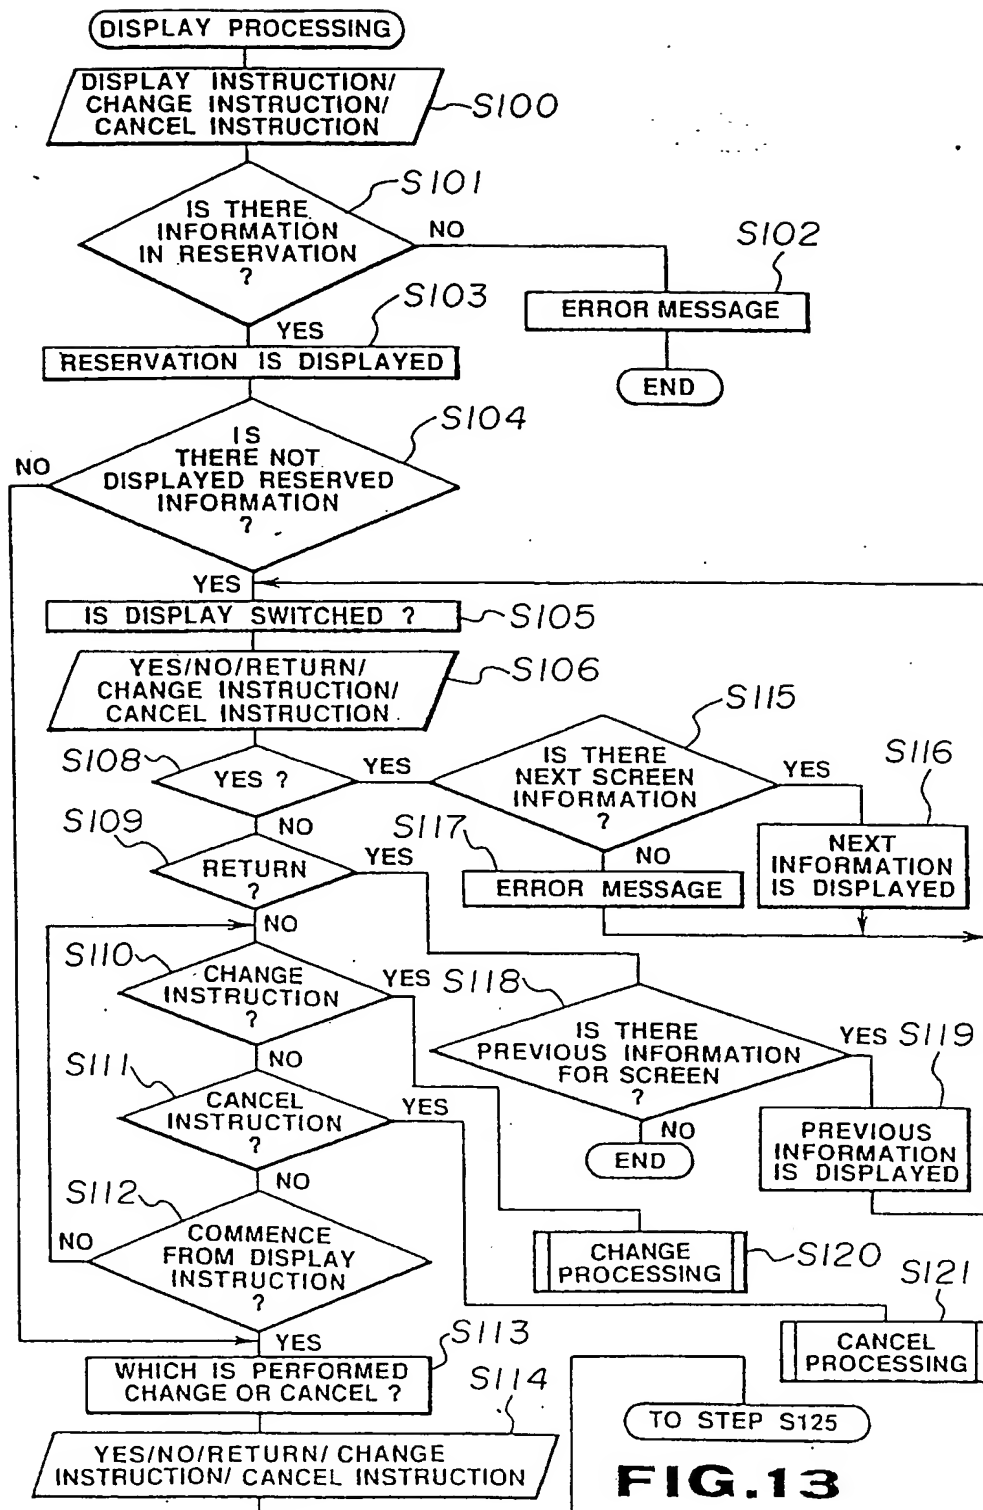 DISPLAY PROCESSING
DISPLAY INSTRUCTION/
CHANGE INSTRUCTION/
CANCEL INSTRUCTION
S100
S101
IS THERE
INFORMATION
IN RESERVATION
?
NO
S102
ERROR MESSAGE
END
YES
S103
RESERVATION IS DISPLAYED
S104
IS
THERE NOT
DISPLAYED RESERVED
INFORMATION
?
NO
YES
IS DISPLAY SWITCHED ?
S105
YES/NO/RETURN/
CHANGE INSTRUCTION/
CANCEL INSTRUCTION
S106
S108
YES ?
YES
NO
S115
IS THERE
NEXT SCREEN
INFORMATION
?
YES
S116
NEXT
INFORMATION
IS DISPLAYED
NO
S117
ERROR MESSAGE
S109
RETURN
?
YES
NO
S110
CHANGE
INSTRUCTION
?
YES
NO
S118
IS THERE
PREVIOUS INFORMATION
FOR SCREEN
?
YES
S119
PREVIOUS
INFORMATION
IS DISPLAYED
NO
END
S111
CANCEL
INSTRUCTION
?
YES
NO
S112
COMMENCE
FROM DISPLAY
INSTRUCTION
?
NO
YES
CHANGE
PROCESSING
S120
S121
CANCEL
PROCESSING
S113
WHICH IS PERFORMED
CHANGE OR CANCEL ?
S114
YES/NO/RETURN/ CHANGE
INSTRUCTION/ CANCEL INSTRUCTION
TO STEP S125
FIG.13